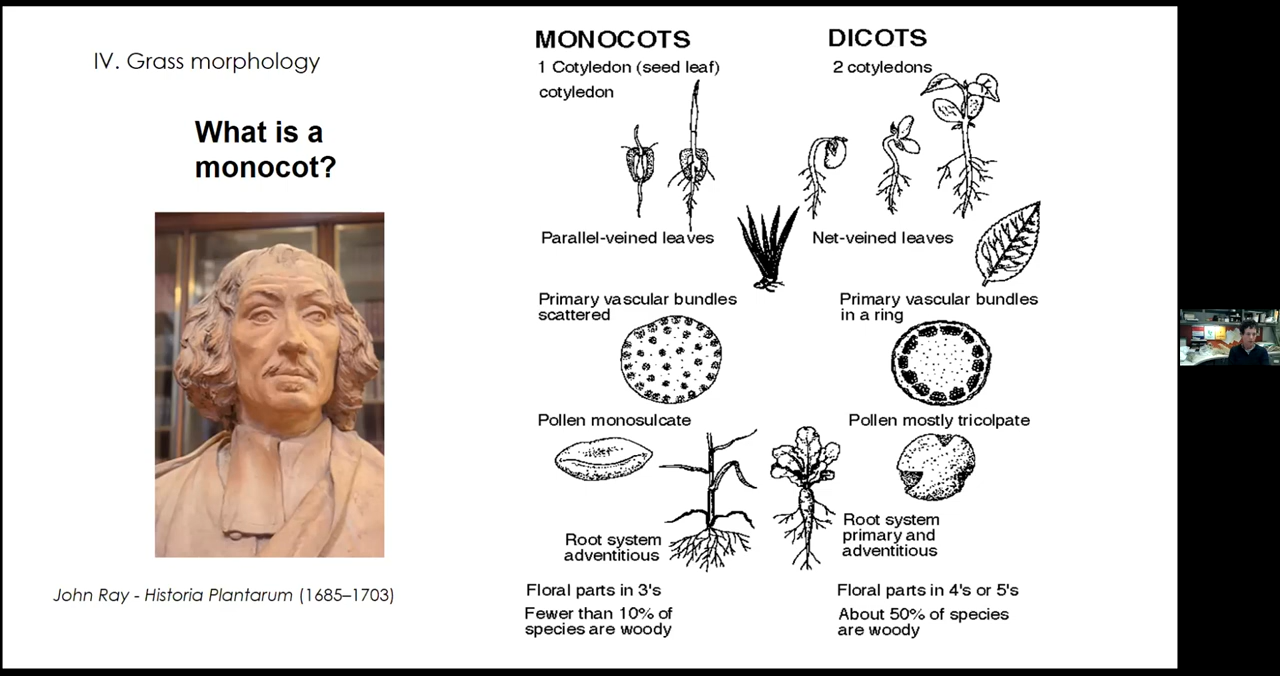 IV. Grass morphology
What is a
monocot?
John Ray - Historia Plantarum (1685–1703)
MONOCOTS
1 Cotyledon (seed leaf)
cotyledon
Parallel-veined leaves
Primary vascular bundles
scattered
Pollen monosulcate
Root system
adventitious
Floral parts in 3's
Fewer than 10% of
species are woody
DICOTS
2 cotyledons
Net-veined leaves
Primary vascular bundles
in a ring
Pollen mostly tricolpate
Root system
primary and
adventitious
Floral parts in 4's or 5's
About 50% of species
are woody